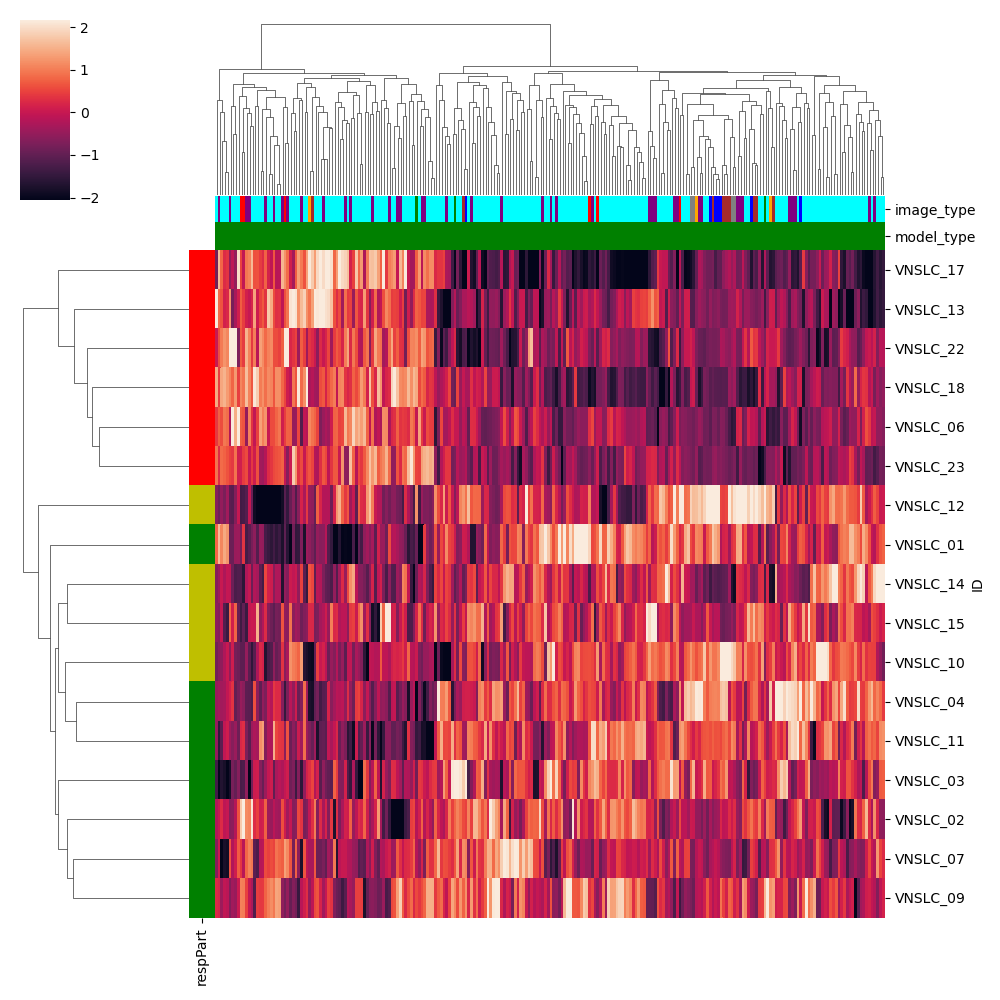 2
1
0
−1
−2
image_type
model_type
VNSLC_17
VNSLC_13
VNSLC_22
VNSLC_18
VNSLC_06
VNSLC_23
VNSLC_12
VNSLC_01
VNSLC_14
VNSLC_15
VNSLC_10
VNSLC_04
VNSLC_11
VNSLC_03
VNSLC_02
VNSLC_07
VNSLC_09
ID
respPart